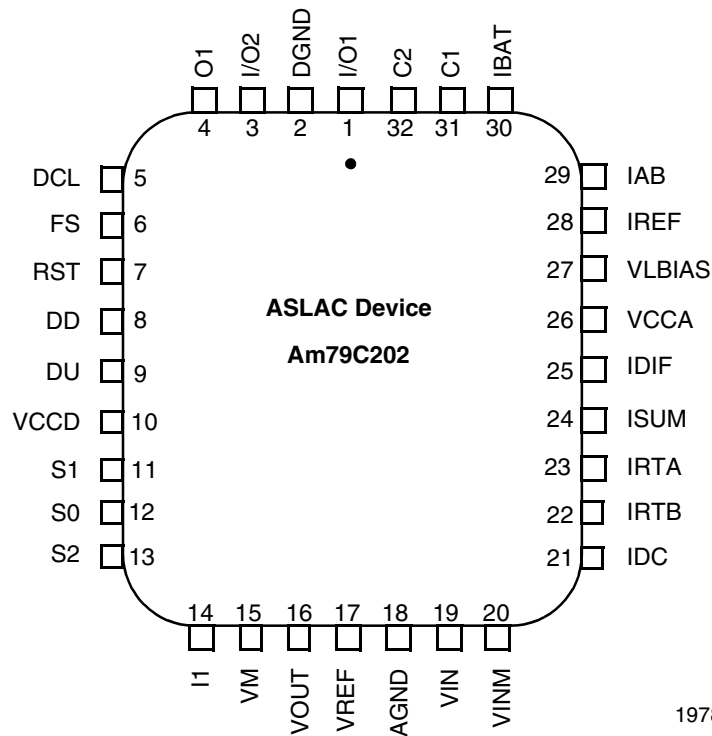 O1
I/O2
DGND
I/O1
C2
C1
IBAT
4
3
2
1
32
31
30
DCL 5
FS 6
RST 7
DD 8
DU 9
VCCD 10
S1 11
S0 12
S2 13
ASLAC Device
Am79C202
29 IAB
28 IREF
27 VLBIAS
26 VCCA
25 IDIF
24 ISUM
23 IRTA
22 IRTB
21 IDC
14
15
16
17
18
19
20
I1
VM
VOUT
VREF
AGND
VIN
VINM